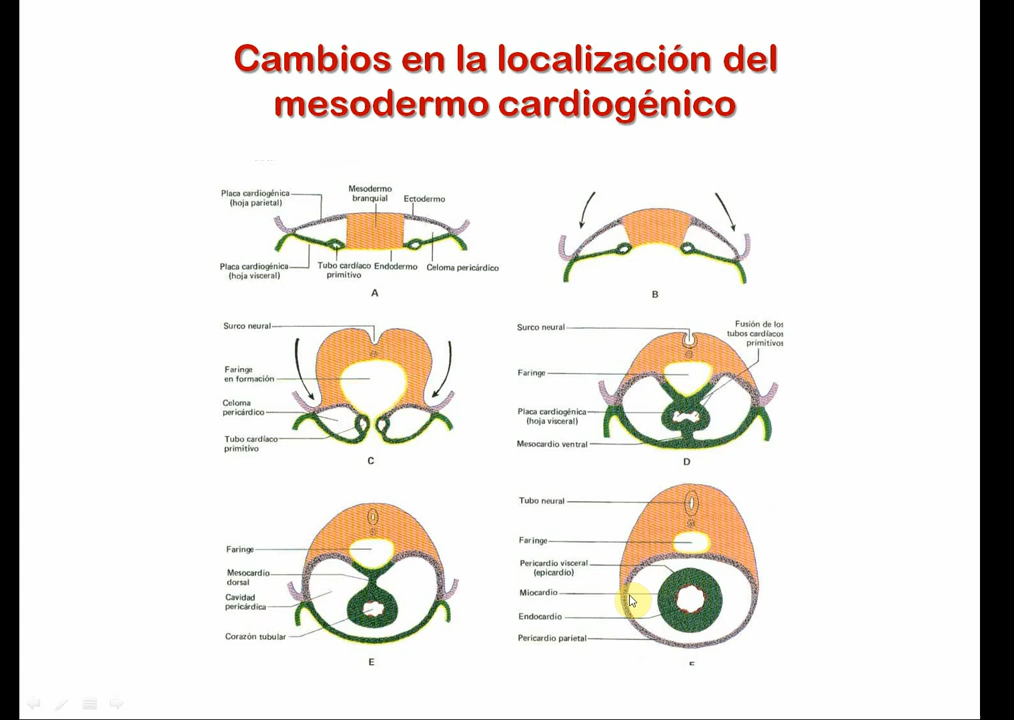 Cambios en la localización del
mesodermo cardiogénico
Placa cardiogénica
(hoja parietal)
Mesodermo
branquial
Ectodermo
Placa cardiogénica
(hoja visceral)
Tubo cardíaco
primitivo
Endodermo
Celoma pericárdico
A
B
Surco neural
Faringe
en formación
Celoma
pericárdico
Tubo cardíaco
primitivo
C
Surco neural
Fusión de los
tubos cardíacos
primitivos
Faringe
Placa cardiogénica
(hoja visceral)
Mesocardio ventral
D
Faringe
Mesocardio
dorsal
Cavidad
pericárdica
Corazón tubular
E
Tubo neural
Faringe
Pericardio visceral
(epicardio)
Miocardio
Endocardio
Pericardio parietal